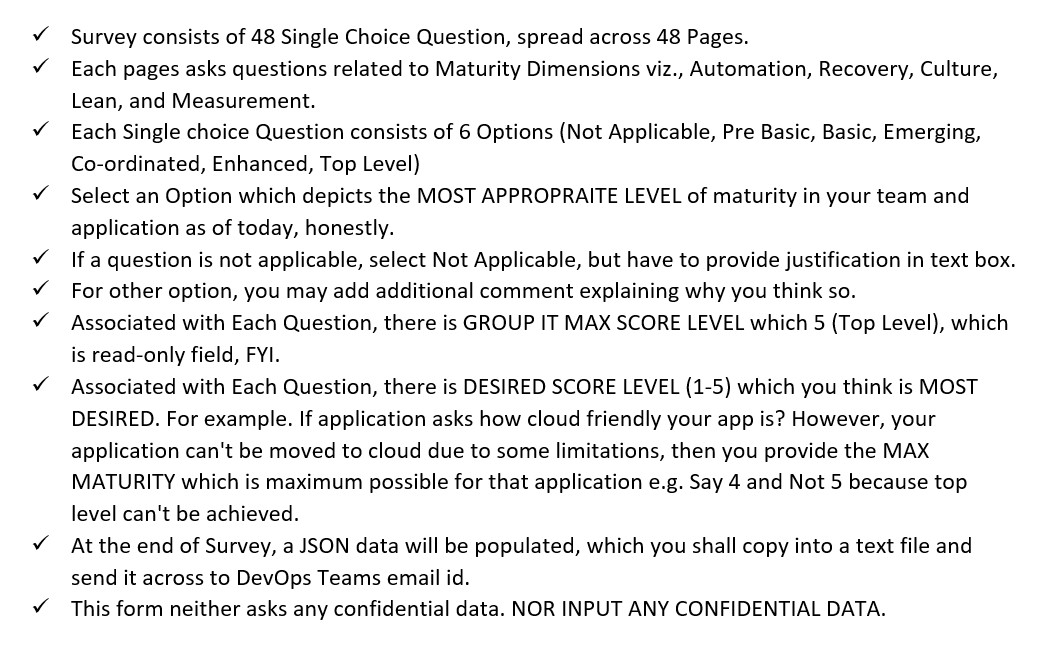 ✓ Survey consists of 48 Single Choice Question, spread across 48 Pages.
✓ Each pages asks questions related to Maturity Dimensions viz., Automation, Recovery, Culture,
Lean, and Measurement.
✓ Each Single choice Question consists of 6 Options (Not Applicable, Pre Basic, Basic, Emerging,
Co-ordinated, Enhanced, Top Level)
✓ Select an Option which depicts the MOST APPROPRAITE LEVEL of maturity in your team and
application as of today, honestly.
✓ If a question is not applicable, select Not Applicable, but have to provide justification in text box.
✓ For other option, you may add additional comment explaining why you think so.
✓ Associated with Each Question, there is GROUP IT MAX SCORE LEVEL which 5 (Top Level), which
is read-only field, FYI.
✓ Associated with Each Question, there is DESIRED SCORE LEVEL (1-5) which you think is MOST
DESIRED. For example. If application asks how cloud friendly your app is? However, your
application can't be moved to cloud due to some limitations, then you provide the MAX
MATURITY which is maximum possible for that application e.g. Say 4 and Not 5 because top
level can't be achieved.
✓ At the end of Survey, a JSON data will be populated, which you shall copy into a text file and
send it across to DevOps Teams email id.
✓ This form neither asks any confidential data. NOR INPUT ANY CONFIDENTIAL DATA.